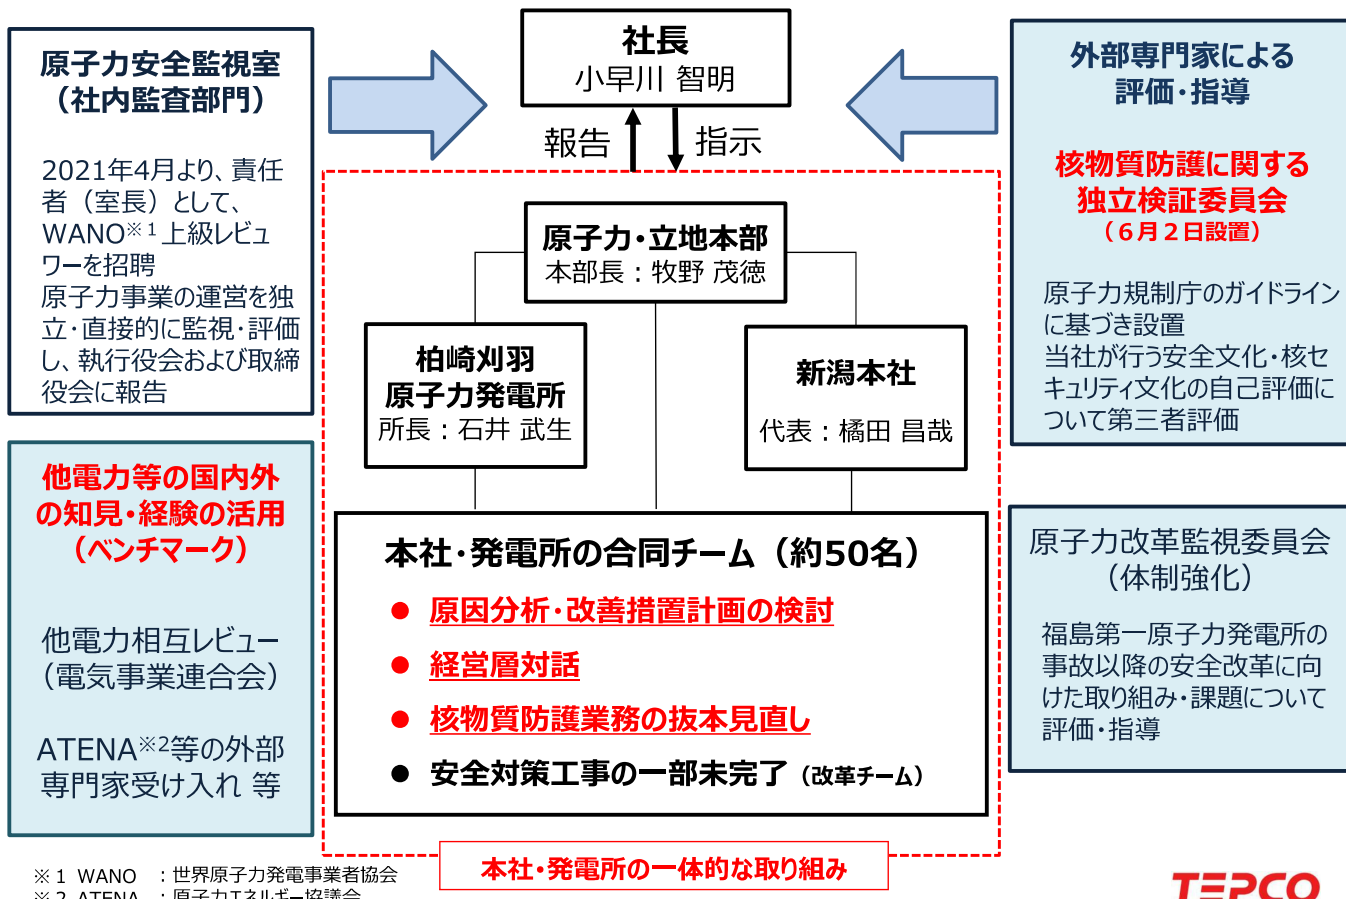 社長
小早川 智明
報告
指示
原子力安全監視室
（社内監査部門）
2021年4月より、責任
者（室長）として、
WANO※1上級レビュ
ワーを招聘
原子力事業の運営を独
立・直接的に監視・評価
し、執行役会および取締
役会に報告
他電力等の国内外
の知見・経験の活用
（ベンチマーク）
他電力相互レビュー
（電気事業連合会）
ATENA※2等の外部
専門家受け入れ 等
原子力・立地本部
本部長：牧野 茂徳
柏崎刈羽
原子力発電所
所長：石井 武生
新潟本社
代表：橘田 昌哉
本社・発電所の合同チーム（約50名）
● 原因分析・改善措置計画の検討
● 経営層対話
● 核物質防護業務の抜本見直し
● 安全対策工事の一部未完了（改革チーム）
本社・発電所の一体的な取り組み
外部専門家による
評価・指導
核物質防護に関する
独立検証委員会
（６月２日設置）
原子力規制庁のガイドライン
に基づき設置
当社が行う安全文化・核セ
キュリティ文化の自己評価に
ついて第三者評価
原子力改革監視委員会
（体制強化）
福島第一原子力発電所の
事故以降の安全改革に向
けた取り組み・課題について
評価・指導
※１ WANO ：世界原子力発電事業者協会
※２ ATENA ：原子力エネルギー協議会
TEPCO